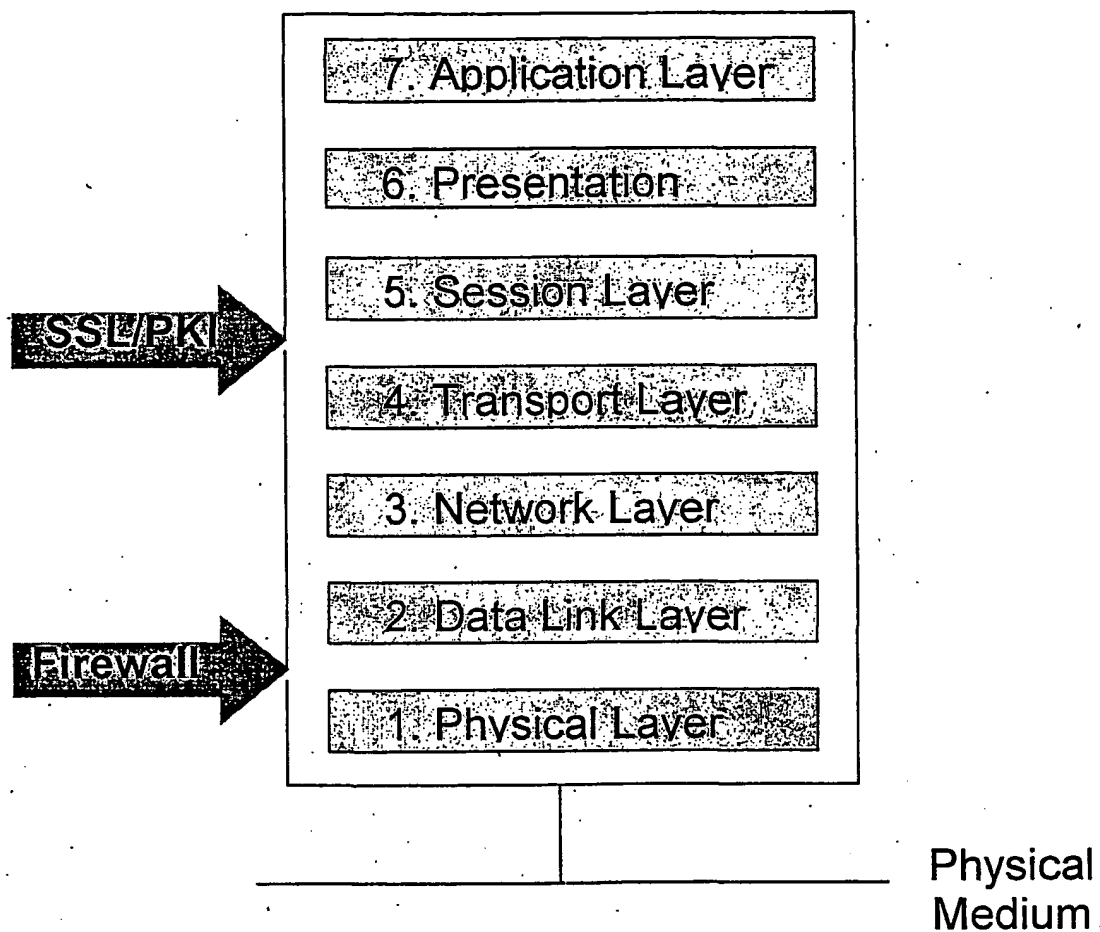 7. Application Layer
6. Presentation
5. Session Layer
SSL/PKI
4. Transport Layer
3. Network Layer
2. Data Link Layer
Firewall
1. Physical Layer
Physical
Medium